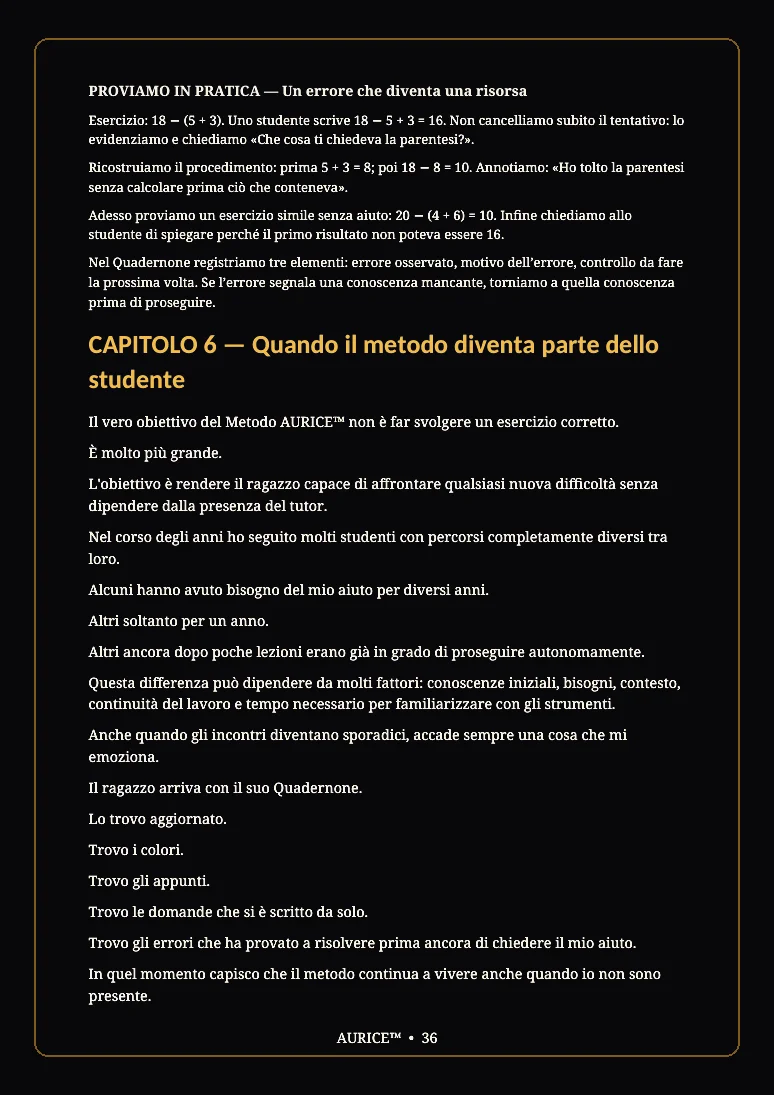 PROVIAMO IN PRATICA — Un errore che diventa una risorsa
Esercizio: 18 − (5 + 3). Uno studente scrive 18 − 5 + 3 = 16. Non cancelliamo subito il tentativo: lo
evidenziamo e chiediamo «Che cosa ti chiedeva la parentesi?».
Ricostruiamo il procedimento: prima 5 + 3 = 8; poi 18 − 8 = 10. Annotiamo: «Ho tolto la parentesi
senza calcolare prima ciò che conteneva».
Adesso proviamo un esercizio simile senza aiuto: 20 − (4 + 6) = 10. Infine chiediamo allo
studente di spiegare perché il primo risultato non poteva essere 16.
Nel Quadernone registriamo tre elementi: errore osservato, motivo dell’errore, controllo da fare
la prossima volta. Se l’errore segnala una conoscenza mancante, torniamo a quella conoscenza
prima di proseguire.
CAPITOLO 6 — Quando il metodo diventa parte dello
studente
Il vero obiettivo del Metodo AURICE™ non è far svolgere un esercizio corretto.
È molto più grande.
L'obiettivo è rendere il ragazzo capace di affrontare qualsiasi nuova difficoltà senza
dipendere dalla presenza del tutor.
Nel corso degli anni ho seguito molti studenti con percorsi completamente diversi tra
loro.
Alcuni hanno avuto bisogno del mio aiuto per diversi anni.
Altri soltanto per un anno.
Altri ancora dopo poche lezioni erano già in grado di proseguire autonomamente.
Questa differenza può dipendere da molti fattori: conoscenze iniziali, bisogni, contesto,
continuità del lavoro e tempo necessario per familiarizzare con gli strumenti.
Anche quando gli incontri diventano sporadici, accade sempre una cosa che mi
emoziona.
Il ragazzo arriva con il suo Quadernone.
Lo trovo aggiornato.
Trovo i colori.
Trovo gli appunti.
Trovo le domande che si è scritto da solo.
Trovo gli errori che ha provato a risolvere prima ancora di chiedere il mio aiuto.
In quel momento capisco che il metodo continua a vivere anche quando io non sono
presente.
AURICE™ • 36